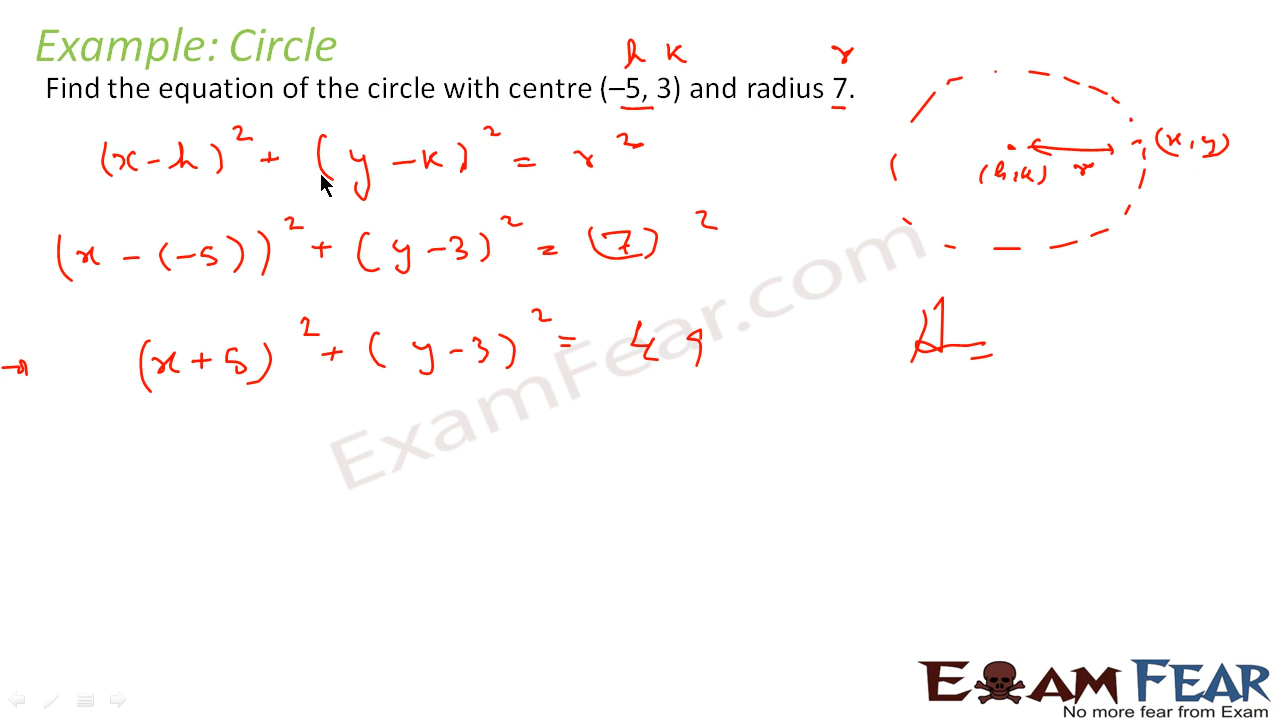 Example: Circle
h k r
Find the equation of the circle with centre (–5, 3) and radius 7.
(x - h)² + (y - k)² = r²
(x, y)
(h, k) r
(x - (-5))² + (y - 3)² = (7)²
→ (x + 5)² + (y - 3)² = 49
ExamFear.com
EXAM FEAR
No more fear from Exam